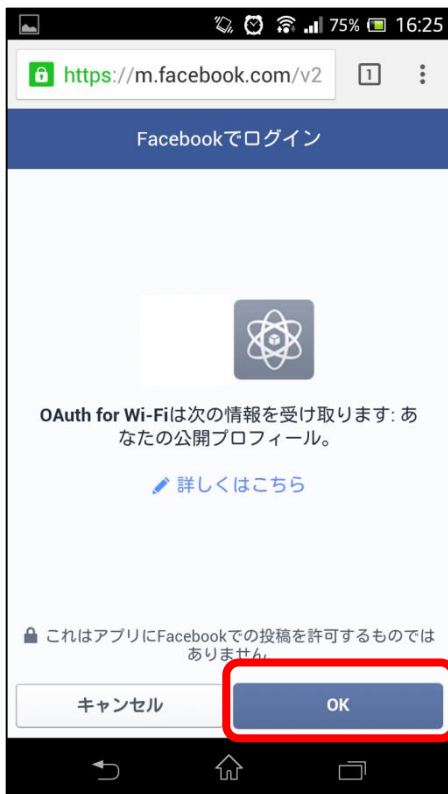 75% 16:25
https://m.facebook.com/v2 1
Facebookでログイン
OAuth for Wi-Fiは次の情報を受け取ります: あ
なたの公開プロフィール。
詳しくはこちら
これはアプリにFacebookでの投稿を許可するものでは
ありません
キャンセル OK